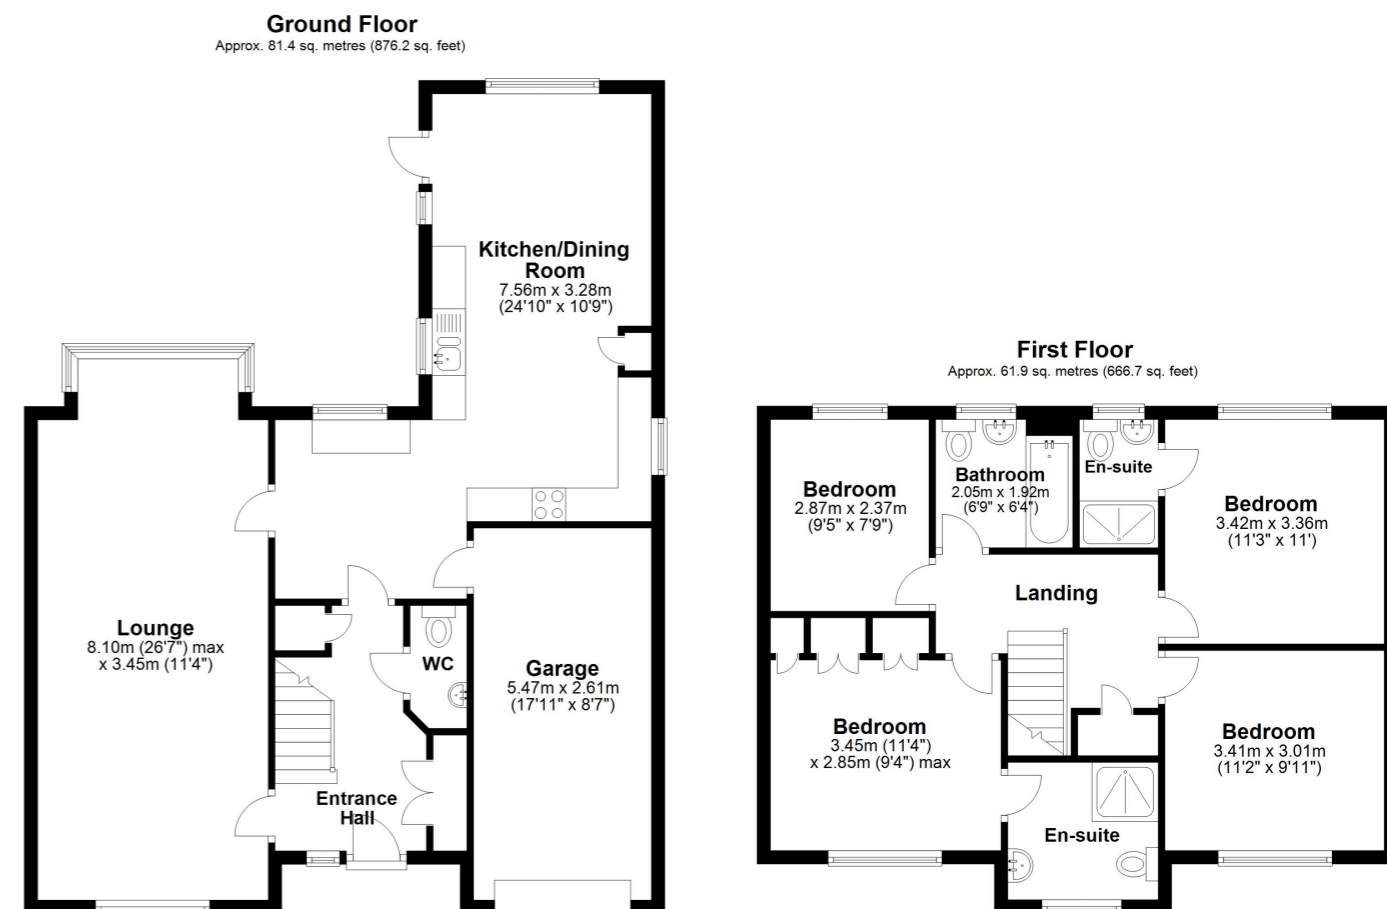 Ground Floor
Approx. 81.4 sq. metres (876.2 sq. feet)
Kitchen/Dining
Room
7.56m x 3.28m
(24'10" x 10'9")
Lounge
8.10m (26'7") max
x 3.45m (11'4")
WC
Garage
5.47m x 2.61m
(17'11" x 8'7")
Entrance
Hall
First Floor
Approx. 61.9 sq. metres (666.7 sq. feet)
Bedroom
2.87m x 2.37m
(9'5" x 7'9")
Bathroom
2.05m x 1.92m
(6'9" x 6'4")
En-suite
Bedroom
3.42m x 3.36m
(11'3" x 11')
Landing
Bedroom
3.45m (11'4")
x 2.85m (9'4") max
Bedroom
3.41m x 3.01m
(11'2" x 9'11")
En-suite